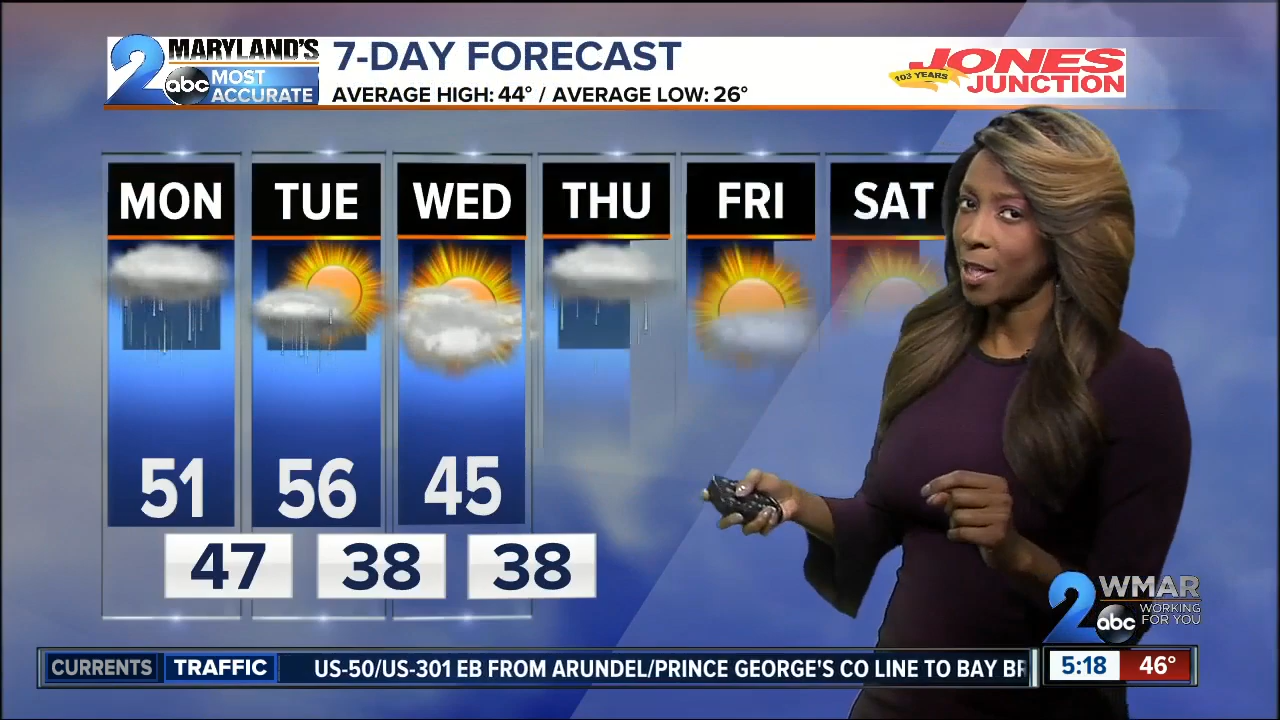 2 abc
MARYLAND'S
MOST
ACCURATE
7-DAY FORECAST
AVERAGE HIGH: 44° / AVERAGE LOW: 26°
103 YEARS
JONES
JUNCTION
MON TUE WED THU FRI SAT
51 56 45
47 38 38
2 abc
WMAR
WORKING
FOR YOU
CURRENTS TRAFFIC US-50/US-301 EB FROM ARUNDEL/PRINCE GEORGE'S CO LINE TO BAY BR 5:18 46°